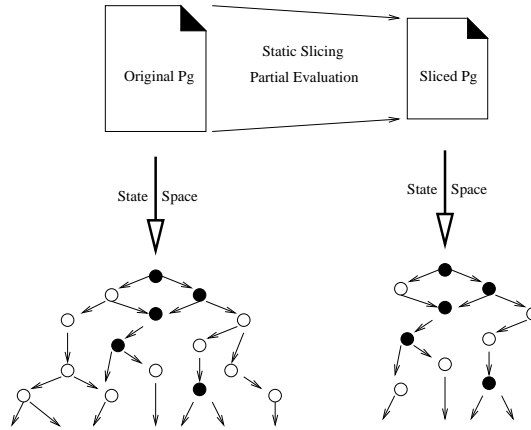 Static Slicing
Original Pg
Partial Evaluation
Sliced Pg
State Space
State Space